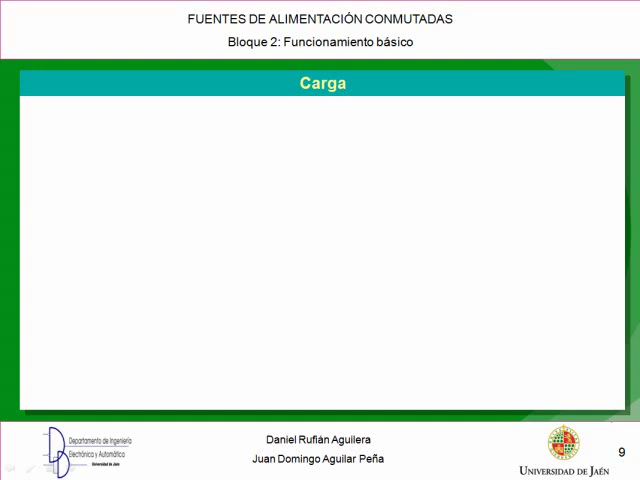 FUENTES DE ALIMENTACIÓN CONMUTADAS
Bloque 2: Funcionamiento básico
Carga
Departamento de Ingeniería
Electrónica y Automática
Universidad de Jaén
Daniel Rufián Aguilera
Juan Domingo Aguilar Peña
UNIVERSIDAD DE JAÉN
9